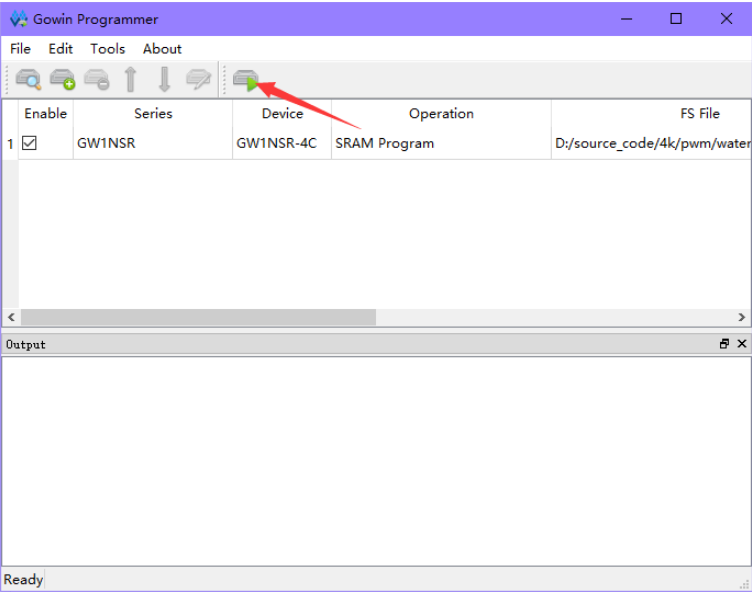 Gowin Programmer
File Edit Tools About
Enable Series Device Operation FS File
1 GW1NSR GW1NSR-4C SRAM Program D:/source_code/4k/pwm/water
Output
Ready